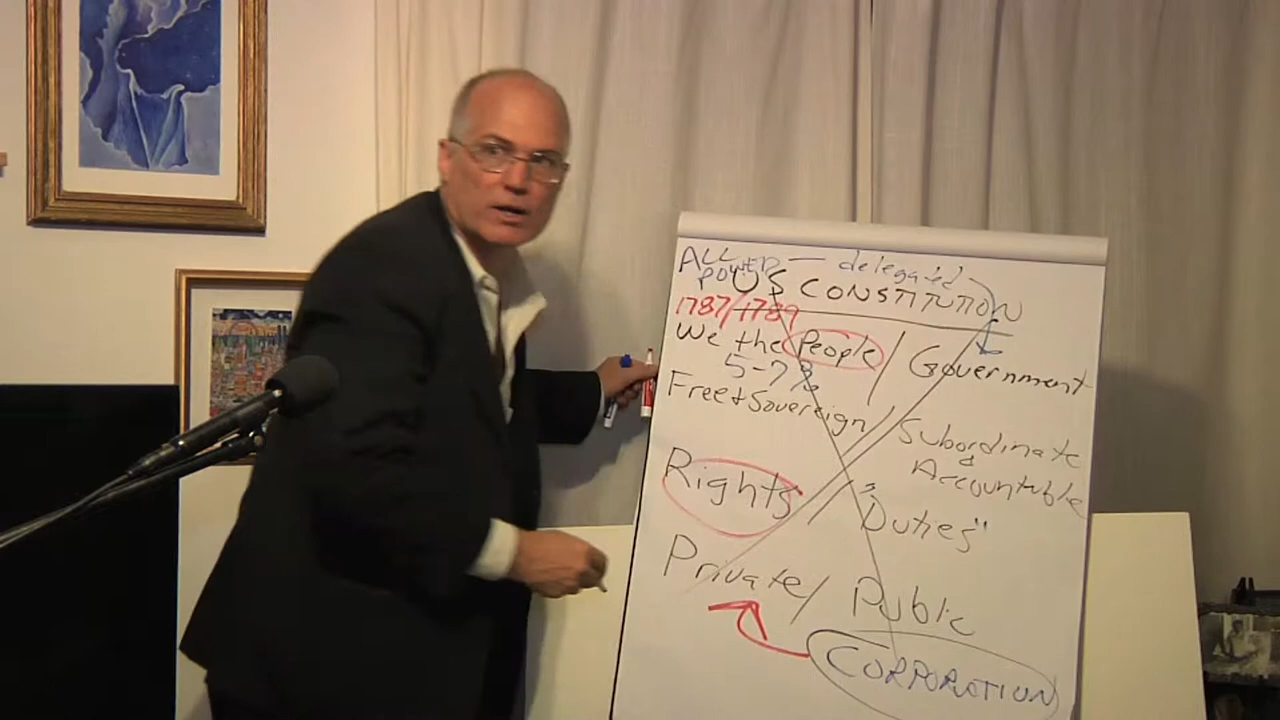 ALL POWER — delegated
US CONSTITUTION
1787/1789
We the People / Government
5-7%
Free & Sovereign / Subordinate & Accountable
Rights // "Duties"
Private / Public
CORPORATION